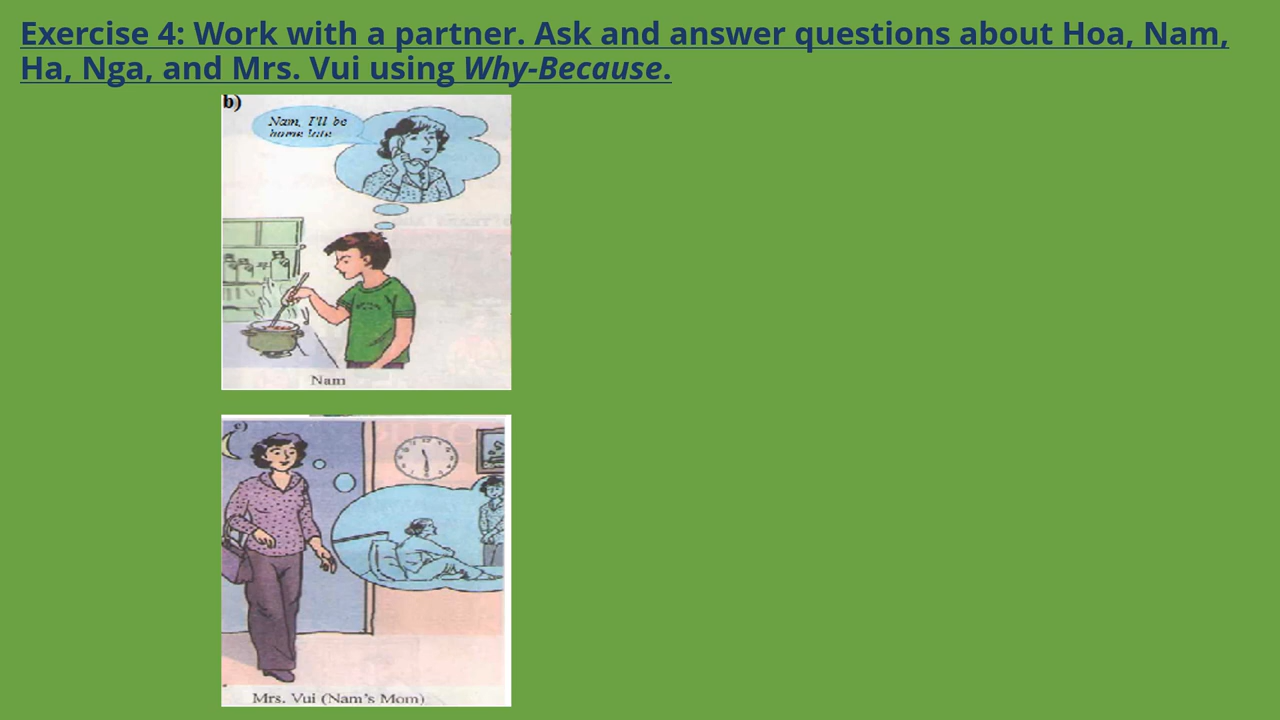 Exercise 4: Work with a partner. Ask and answer questions about Hoa, Nam,
Ha, Nga, and Mrs. Vui using Why-Because.
b)
Nam, I'll be
home late
Nam
c)
Mrs. Vui (Nam's Mom)